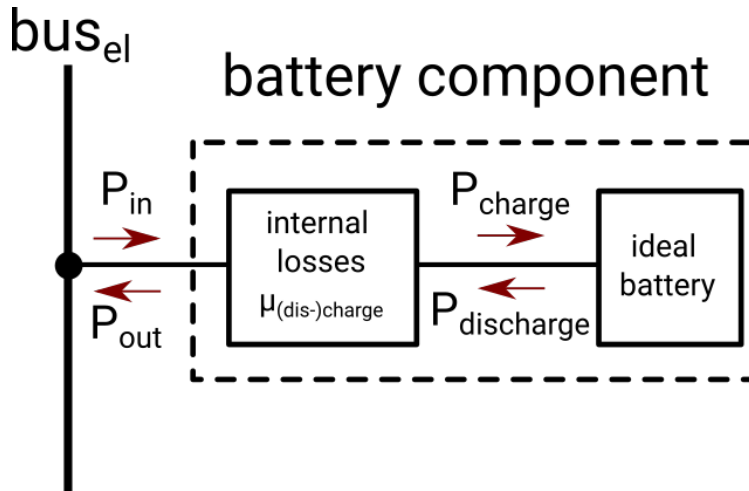 bus_el
battery component
P_in
P_out
internal
losses
μ_(dis-)charge
P_charge
P_discharge
ideal
battery